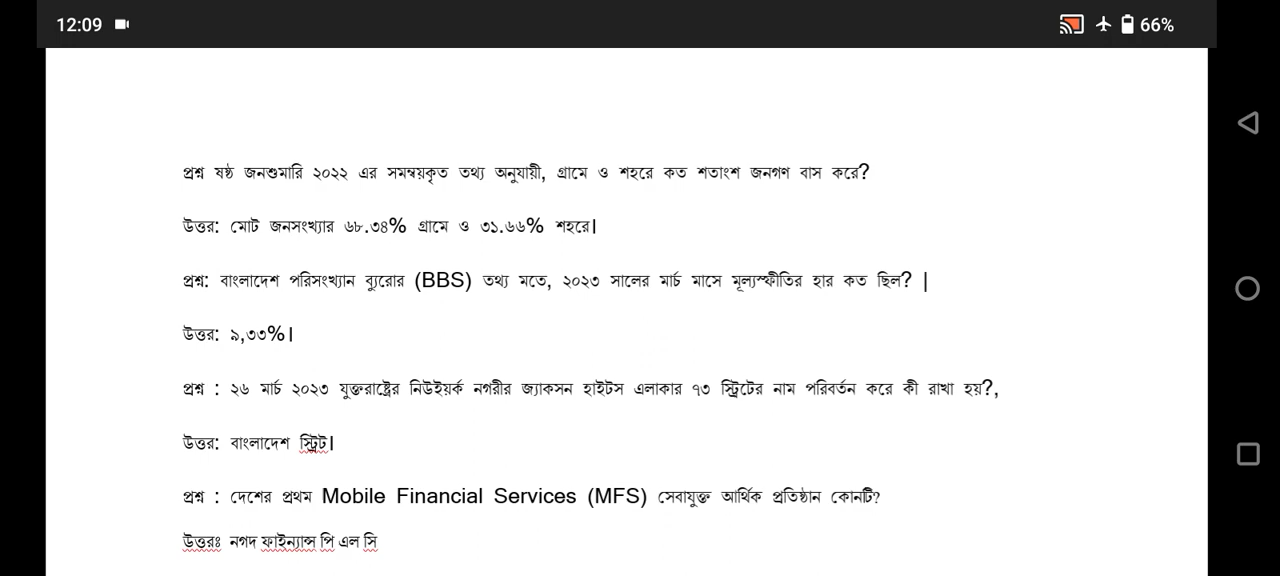 12:09
66%
প্রশ্ন ষষ্ঠ জনশুমারি ২০২২ এর সমন্বয়কৃত তথ্য অনুযায়ী, গ্রামে ও শহরে কত শতাংশ জনগণ বাস করে?
উত্তর: মোট জনসংখ্যার ৬৮.৩৪% গ্রামে ও ৩১.৬৬% শহরে।
প্রশ্ন: বাংলাদেশ পরিসংখ্যান ব্যুরোর (BBS) তথ্য মতে, ২০২৩ সালের মার্চ মাসে মূল্যস্ফীতির হার কত ছিল? |
উত্তর: ৯,৩৩%।
প্রশ্ন : ২৬ মার্চ ২০২৩ যুক্তরাষ্ট্রের নিউইয়র্ক নগরীর জ্যাকসন হাইটস এলাকার ৭৩ স্ট্রিটের নাম পরিবর্তন করে কী রাখা হয়?,
উত্তর: বাংলাদেশ স্ট্রিট।
প্রশ্ন : দেশের প্রথম Mobile Financial Services (MFS) সেবাযুক্ত আর্থিক প্রতিষ্ঠান কোনটি?
উত্তরঃ নগদ ফাইন্যান্স পি এল সি